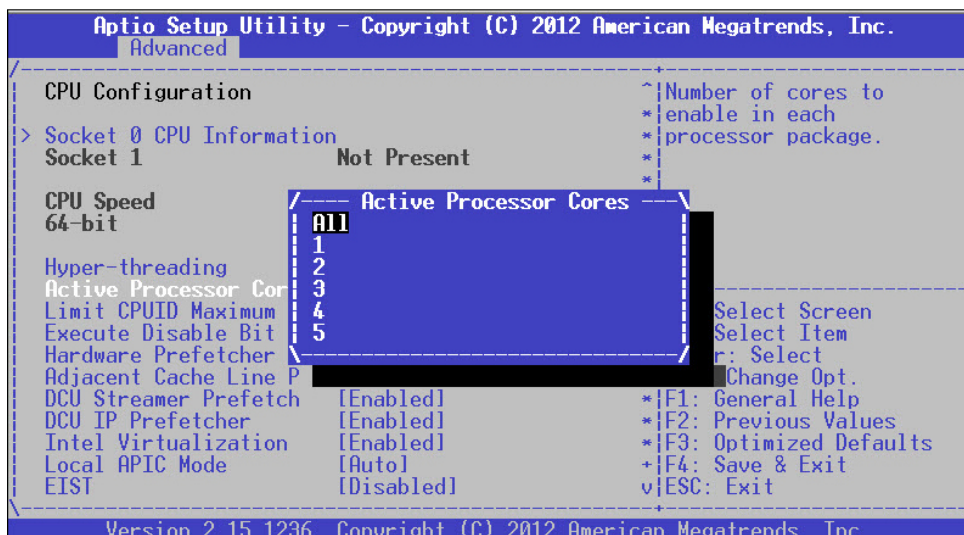 Aptio Setup Utility - Copyright (C) 2012 American Megatrends, Inc.
Advanced
CPU Configuration
Number of cores to
enable in each
> Socket 0 CPU Information
processor package.
Socket 1 Not Present
CPU Speed
64-bit
Active Processor Cores
All
1
2
3
4
5
Hyper-threading
Active Processor Cor
Limit CPUID Maximum
Select Screen
Execute Disable Bit
Select Item
Hardware Prefetcher
r: Select
Adjacent Cache Line P
Change Opt.
DCU Streamer Prefetch [Enabled]
F1: General Help
DCU IP Prefetcher [Enabled]
F2: Previous Values
Intel Virtualization [Enabled]
F3: Optimized Defaults
Local APIC Mode [Auto]
F4: Save & Exit
EIST [Disabled]
ESC: Exit
Version 2.15.1236. Copyright (C) 2012 American Megatrends, Inc.